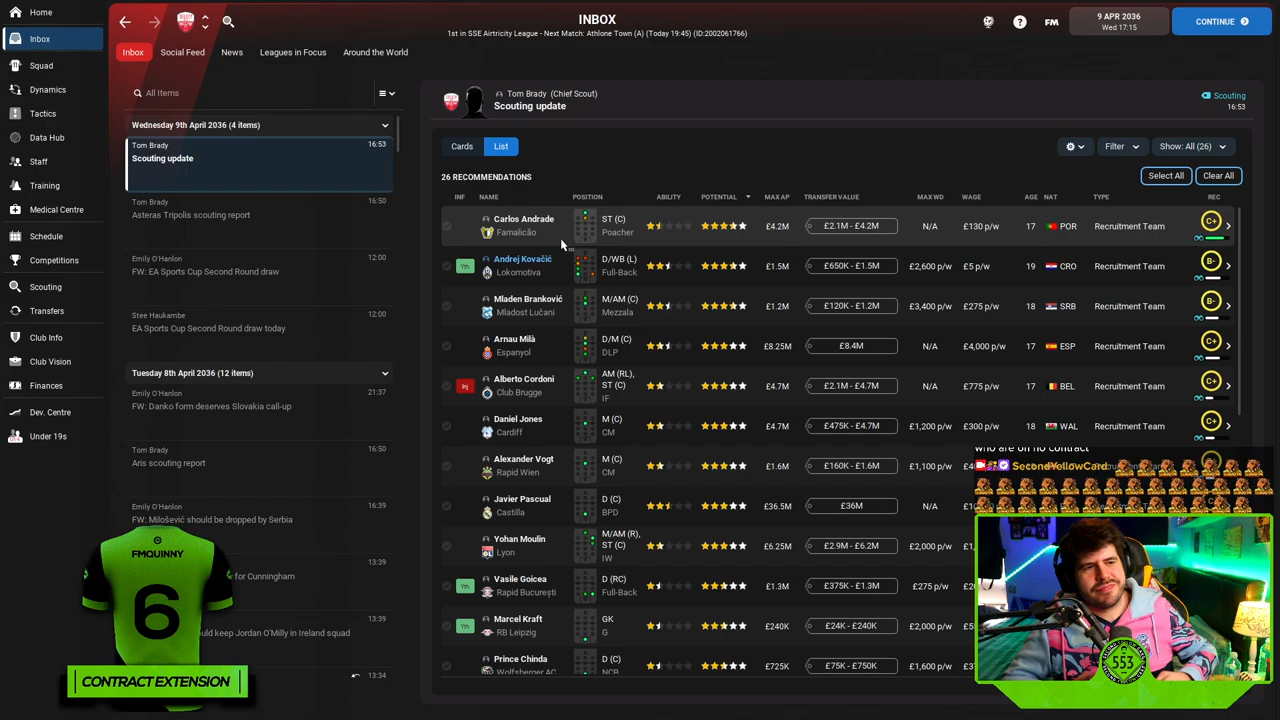 Home
Inbox
Squad
Dynamics
Tactics
Data Hub
Staff
Training
Medical Centre
Schedule
Competitions
Scouting
Transfers
Club Info
Club Vision
Finances
Dev. Centre
Under 19s
INBOX
1st in SSE Airtricity League - Next Match: Athlone Town (A) (Today 19:45) (ID:2002061766)
FM
9 APR 2036
Wed 17:15
CONTINUE
Inbox Social Feed News Leagues in Focus Around the World
All Items
Wednesday 9th April 2036 (4 items)
Tom Brady 16:53
Scouting update
Tom Brady 16:50
Asteras Tripolis scouting report
Emily O'Hanlon 12:00
FW: EA Sports Cup Second Round draw
Stee Haukambe 12:00
EA Sports Cup Second Round draw today
Tuesday 8th April 2036 (12 items)
Emily O'Hanlon 21:37
FW: Danko form deserves Slovakia call-up
Tom Brady 16:50
Aris scouting report
Emily O'Hanlon 16:39
FW: Milošević should be dropped by Serbia
13:39
for Cunningham
13:39
uld keep Jordan O'Milly in Ireland squad
13:34
Tom Brady (Chief Scout)
Scouting update
Scouting
16:53
Cards List
Filter
Show: All (26)
26 RECOMMENDATIONS
Select All Clear All
INF NAME POSITION ABILITY POTENTIAL MAX AP TRANSFER VALUE MAX WD WAGE AGE NAT TYPE REC
Carlos Andrade ST (C) £4.2M £2.1M - £4.2M N/A £130 p/w 17 POR Recruitment Team C+
Famalicão Poacher
Yth Andrej Kovačić D/WB (L) £1.5M £650K - £1.5M £2,600 p/w £5 p/w 19 CRO Recruitment Team B-
Lokomotiva Full-Back
Mladen Branković M/AM (C) £1.2M £120K - £1.2M £3,400 p/w £275 p/w 18 SRB Recruitment Team B-
Mladost Lučani Mezzala
Arnau Milà D/M (C) £8.25M £8.4M N/A £4,000 p/w 17 ESP Recruitment Team C+
Espanyol DLP
Inj Alberto Cordoni AM (RL), ST (C) £4.7M £2.1M - £4.7M N/A £775 p/w 17 BEL Recruitment Team C+
Club Brugge IF
Daniel Jones M (C) £4.7M £475K - £4.7M £1,200 p/w £300 p/w 18 WAL Recruitment Team C+
Cardiff CM
Alexander Vogt M (C) £1.6M £160K - £1.6M £1,100 p/w
Rapid Wien CM
Javier Pascual D (C) £36.5M £36M N/A
Castilla BPD
Yohan Moulin M/AM (R), ST (C) £6.25M £2.9M - £6.2M £2,000 p/w
Lyon IW
Yth Vasile Goicea D (RC) £1.3M £375K - £1.3M £275 p/w
Rapid București Full-Back
Yth Marcel Kraft GK £240K £24K - £240K £2,000 p/w
RB Leipzig G
Prince Chinda D (C) £725K £75K - £750K £1,600 p/w
Wolfsberger AC NCB
who are on no contract
SecondYellowCard
FMQUINNY
6
CONTRACT EXTENSION
553